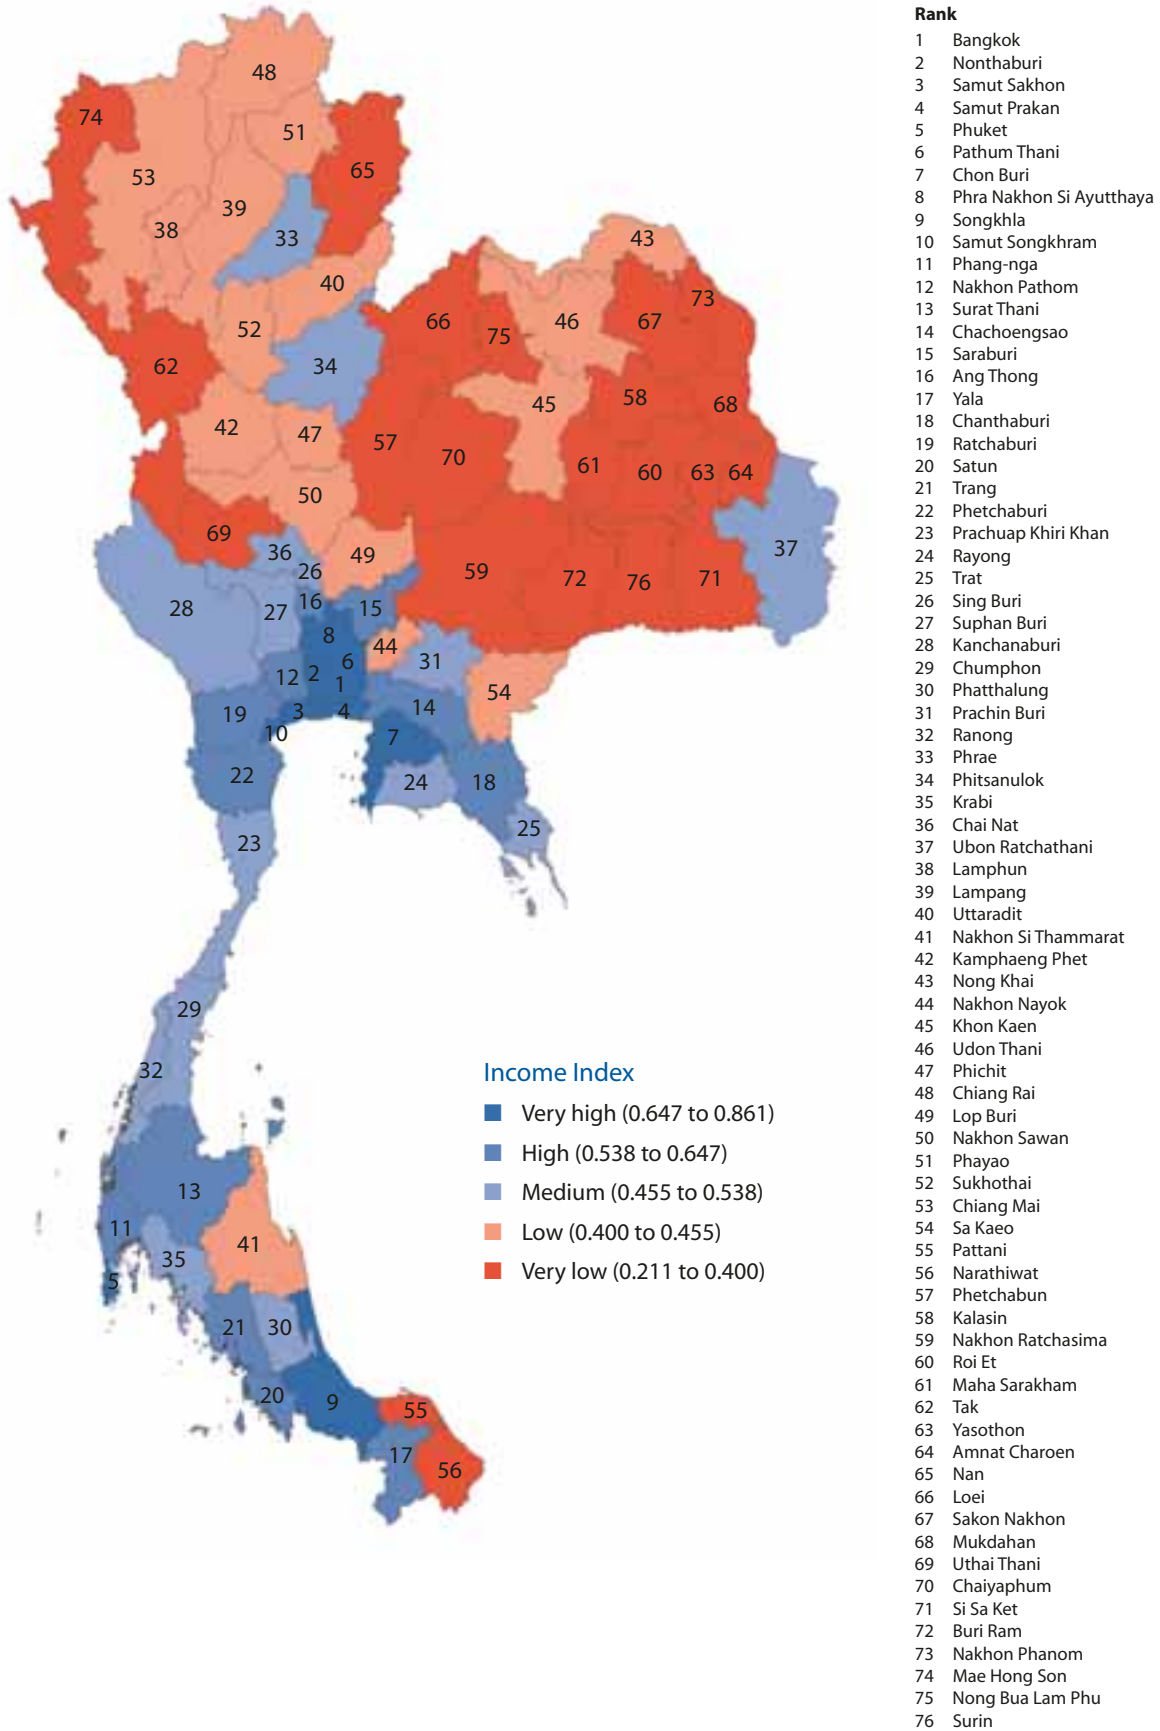 48
74
51
65
53
39
38
33
43
40
73
66
46
67
75
52
34
62
45
58
68
42
47
57
70
61
60
63
64
50
69
49
36
37
26
59
72
76
71
28
16
15
27
8
44
31
6
12
2
1
54
14
3
4
19
10
7
22
24
18
25
23
29
32
13
11
41
35
5
21
30
20
9
55
17
56
Income Index
Very high (0.647 to 0.861)
High (0.538 to 0.647)
Medium (0.455 to 0.538)
Low (0.400 to 0.455)
Very low (0.211 to 0.400)
Rank
1 Bangkok
2 Nonthaburi
3 Samut Sakhon
4 Samut Prakan
5 Phuket
6 Pathum Thani
7 Chon Buri
8 Phra Nakhon Si Ayutthaya
9 Songkhla
10 Samut Songkhram
11 Phang-nga
12 Nakhon Pathom
13 Surat Thani
14 Chachoengsao
15 Saraburi
16 Ang Thong
17 Yala
18 Chanthaburi
19 Ratchaburi
20 Satun
21 Trang
22 Phetchaburi
23 Prachuap Khiri Khan
24 Rayong
25 Trat
26 Sing Buri
27 Suphan Buri
28 Kanchanaburi
29 Chumphon
30 Phatthalung
31 Prachin Buri
32 Ranong
33 Phrae
34 Phitsanulok
35 Krabi
36 Chai Nat
37 Ubon Ratchathani
38 Lamphun
39 Lampang
40 Uttaradit
41 Nakhon Si Thammarat
42 Kamphaeng Phet
43 Nong Khai
44 Nakhon Nayok
45 Khon Kaen
46 Udon Thani
47 Phichit
48 Chiang Rai
49 Lop Buri
50 Nakhon Sawan
51 Phayao
52 Sukhothai
53 Chiang Mai
54 Sa Kaeo
55 Pattani
56 Narathiwat
57 Phetchabun
58 Kalasin
59 Nakhon Ratchasima
60 Roi Et
61 Maha Sarakham
62 Tak
63 Yasothon
64 Amnat Charoen
65 Nan
66 Loei
67 Sakon Nakhon
68 Mukdahan
69 Uthai Thani
70 Chaiyaphum
71 Si Sa Ket
72 Buri Ram
73 Nakhon Phanom
74 Mae Hong Son
75 Nong Bua Lam Phu
76 Surin